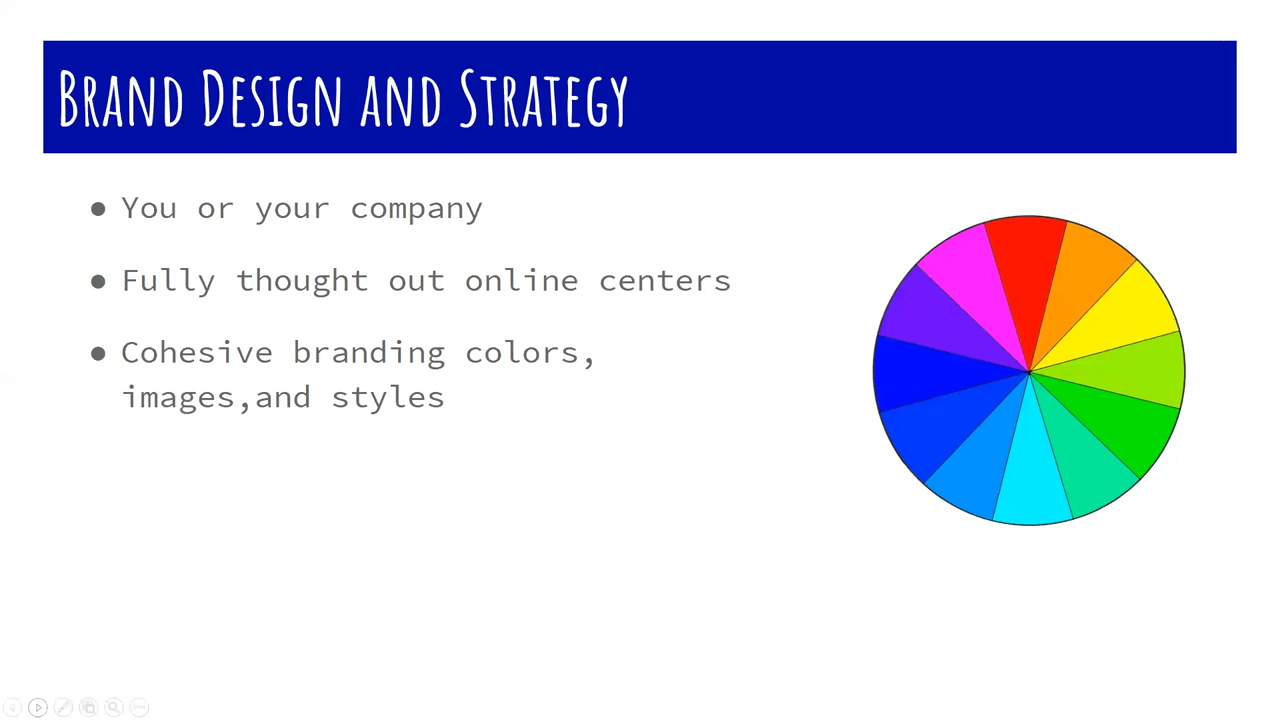 Brand Design and Strategy
● You or your company
● Fully thought out online centers
● Cohesive branding colors,
images,and styles